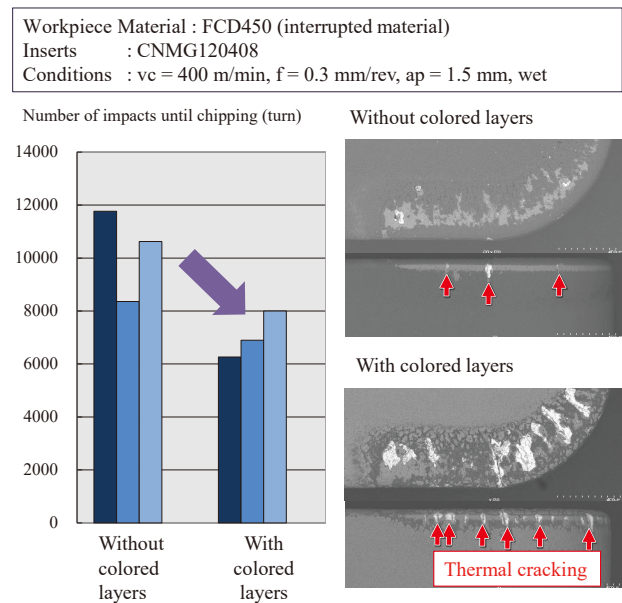 Workpiece Material : FCD450 (interrupted material)
Inserts : CNMG120408
Conditions : vc = 400 m/min, f = 0.3 mm/rev, ap = 1.5 mm, wet
Number of impacts until chipping (turn)
14000
12000
10000
8000
6000
4000
2000
0
Without
colored
layers
With
colored
layers
Without colored layers
With colored layers
Thermal cracking